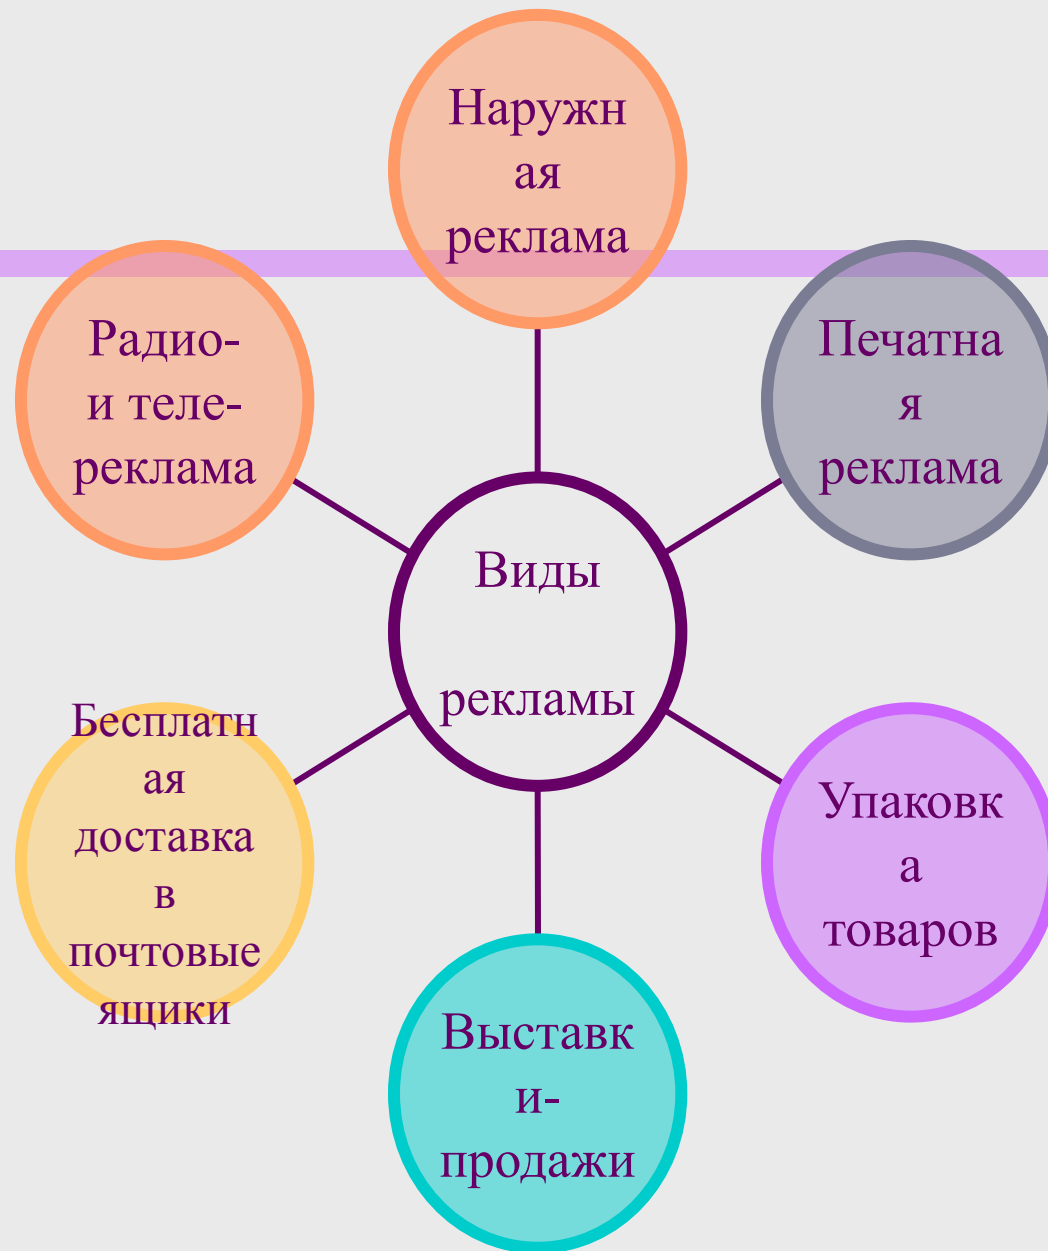 Наружн
ая
реклама
Радио-
и теле-
реклама
Печатна
я
реклама
Виды
рекламы
Бесплатн
ая
доставка
в
почтовые
ящики
Упаковк
а
товаров
Выставк
и-
продажи